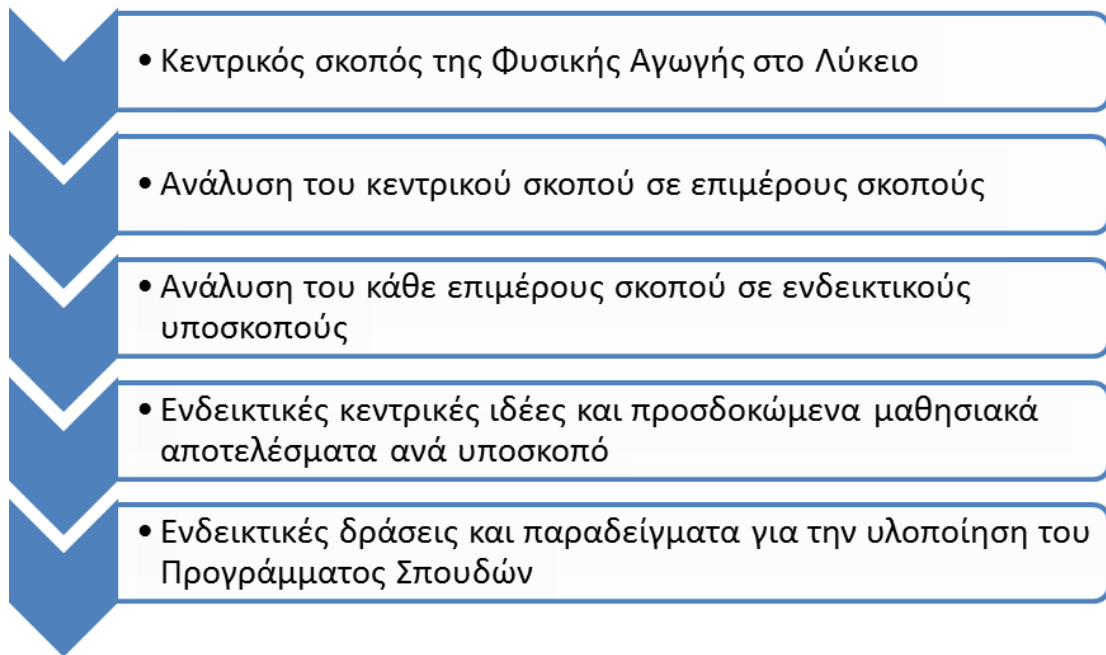 • Κεντρικός σκοπός της Φυσικής Αγωγής στο Λύκειο
• Ανάλυση του κεντρικού σκοπού σε επιμέρους σκοπούς
• Ανάλυση του κάθε επιμέρους σκοπού σε ενδεικτικούς
υποσκοπούς
• Ενδεικτικές κεντρικές ιδέες και προσδοκώμενα μαθησιακά
αποτελέσματα ανά υποσκοπό
• Ενδεικτικές δράσεις και παραδείγματα για την υλοποίηση του
Προγράμματος Σπουδών